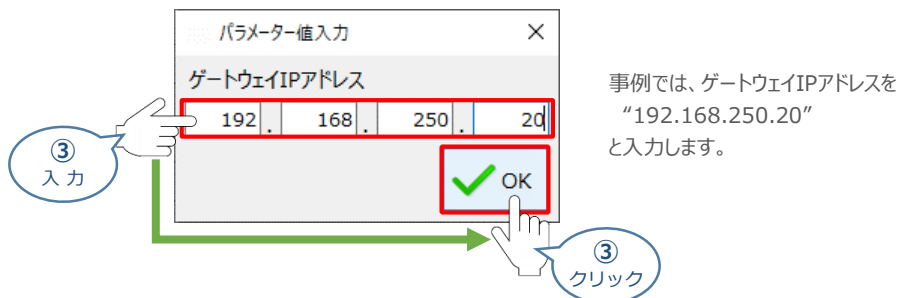 パラメーター値入力
ゲートウェイIPアドレス
192 . 168 . 250 . 20
OK
③
入 力
③
クリック
事例では、ゲートウェイIPアドレスを
“192.168.250.20”
と入力します。